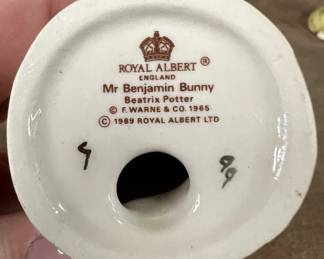 ROYAL ALBERT ®
ENGLAND
Mr Benjamin Bunny
Beatrix Potter
© F. WARNE & CO. 1965
© 1989 ROYAL ALBERT LTD